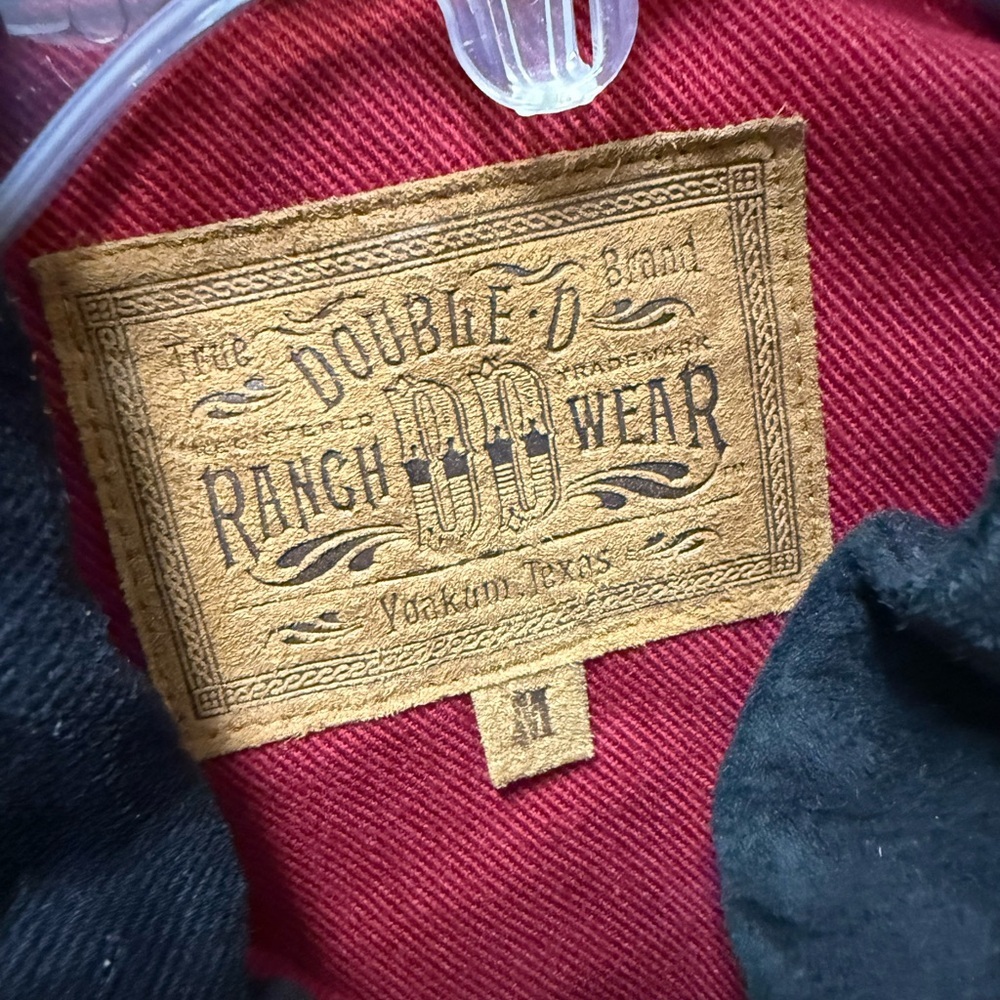 True DOUBLE·D Brand
REGISTERED DD TRADEMARK
RANCH WEAR
Yoakum, Texas
M